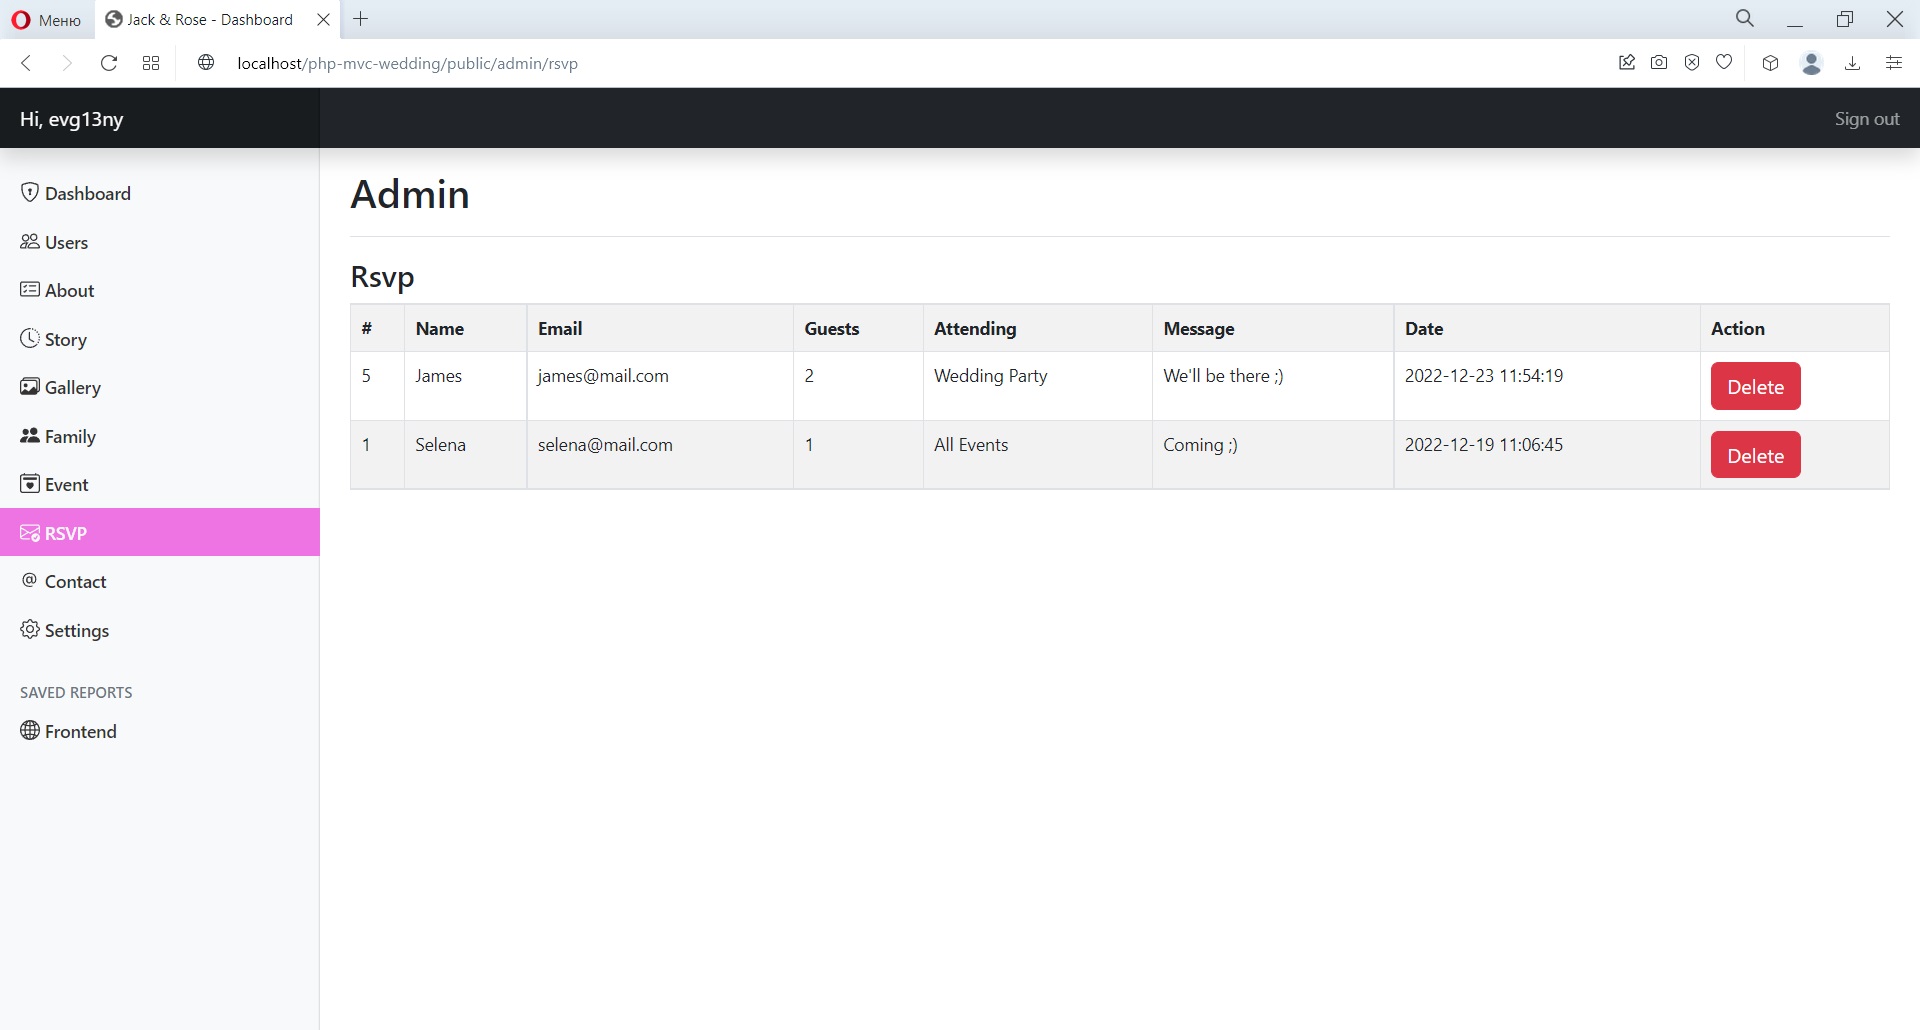 Меню
Jack & Rose - Dashboard
localhost/php-mvc-wedding/public/admin/rsvp
Hi, evg13ny
Sign out
Dashboard
Users
About
Story
Gallery
Family
Event
RSVP
Contact
Settings
SAVED REPORTS
Frontend
Admin
Rsvp
# Name Email Guests Attending Message Date Action
5 James james@mail.com 2 Wedding Party We'll be there ;) 2022-12-23 11:54:19 Delete
1 Selena selena@mail.com 1 All Events Coming ;) 2022-12-19 11:06:45 Delete